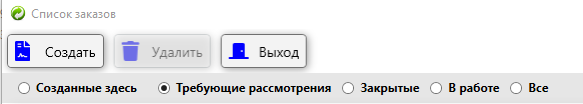 Список заказов
Создать Удалить Выход
Созданные здесь Требующие рассмотрения Закрытые В работе Все